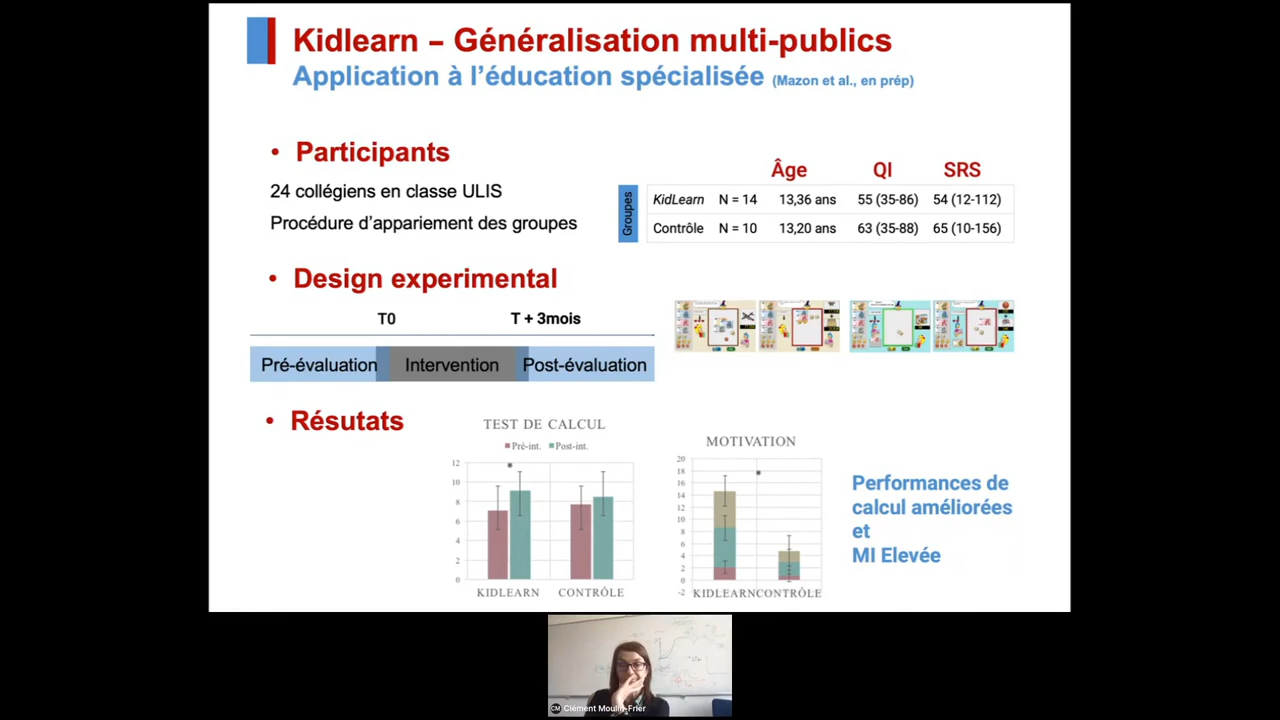 Kidlearn – Généralisation multi-publics
Application à l'éducation spécialisée (Mazon et al., en prép)
• Participants
24 collégiens en classe ULIS
Procédure d'appariement des groupes
Âge QI SRS
Groupes
KidLearn N = 14 13,36 ans 55 (35-86) 54 (12-112)
Contrôle N = 10 13,20 ans 63 (35-88) 65 (10-156)
• Design experimental
T0 T + 3mois
Pré-évaluation Intervention Post-évaluation
• Résutats
TEST DE CALCUL
Pré-int. Post-int.
12
10
8
6
4
2
0
*
KIDLEARN CONTRÔLE
MOTIVATION
20
18
16
14
12
10
8
6
4
2
0
-2
*
KIDLEARN CONTRÔLE
Performances de
calcul améliorées
et
MI Elevée
CM Clément Moulin-Frier